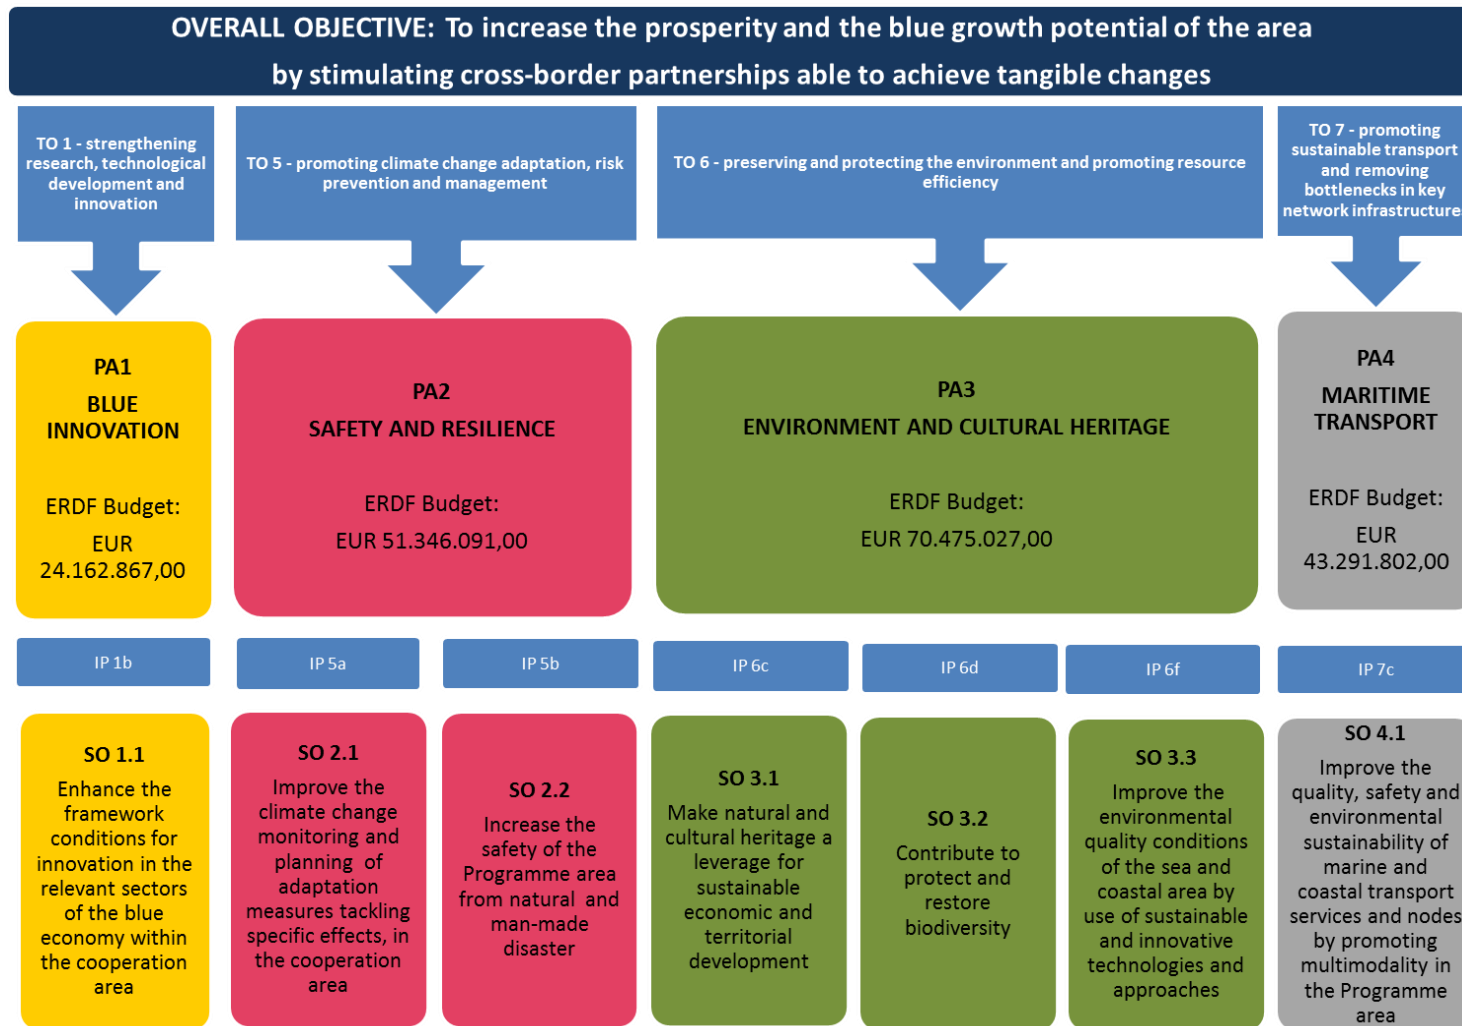 OVERALL OBJECTIVE: To increase the prosperity and the blue growth potential of the area
by stimulating cross-border partnerships able to achieve tangible changes
TO 1 - strengthening
research, technological
development and
innovation
TO 5 - promoting climate change adaptation, risk
prevention and management
TO 6 - preserving and protecting the environment and promoting resource
efficiency
TO 7 - promoting
sustainable transport
and removing
bottlenecks in key
network infrastructures
PA1
BLUE
INNOVATION
ERDF Budget:
EUR
24.162.867,00
PA2
SAFETY AND RESILIENCE
ERDF Budget:
EUR 51.346.091,00
PA3
ENVIRONMENT AND CULTURAL HERITAGE
ERDF Budget:
EUR 70.475.027,00
PA4
MARITIME
TRANSPORT
ERDF Budget:
EUR
43.291.802,00
IP 1b
IP 5a
IP 5b
IP 6c
IP 6d
IP 6f
IP 7c
SO 1.1
Enhance the
framework
conditions for
innovation in the
relevant sectors
of the blue
economy within
the cooperation
area
SO 2.1
Improve the
climate change
monitoring and
planning of
adaptation
measures tackling
specific effects, in
the cooperation
area
SO 2.2
Increase the
safety of the
Programme area
from natural and
man-made
disaster
SO 3.1
Make natural and
cultural heritage a
leverage for
sustainable
economic and
territorial
development
SO 3.2
Contribute to
protect and
restore
biodiversity
SO 3.3
Improve the
environmental
quality conditions
of the sea and
coastal area by
use of sustainable
and innovative
technologies and
approaches
SO 4.1
Improve the
quality, safety and
environmental
sustainability of
marine and
coastal transport
services and nodes
by promoting
multimodality in
the Programme
area